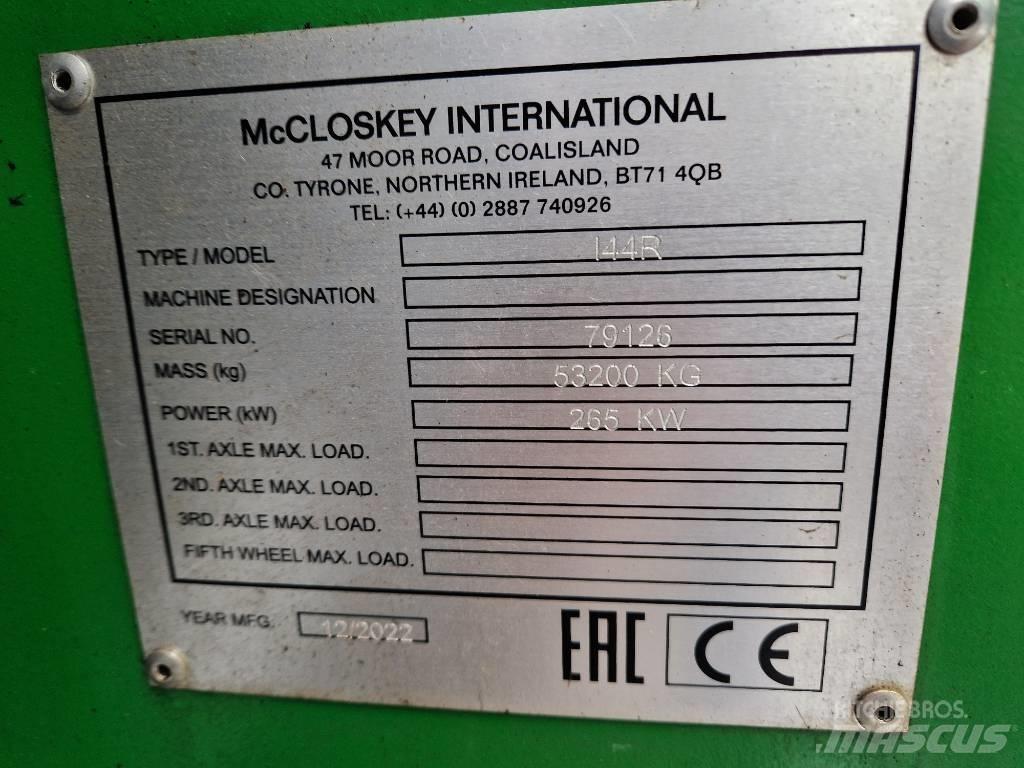 McCLOSKEY INTERNATIONAL
47 MOOR ROAD, COALISLAND
CO. TYRONE, NORTHERN IRELAND, BT71 4QB
TEL: (+44) (0) 2887 740926
TYPE / MODEL I44R
MACHINE DESIGNATION
SERIAL NO. 79126
MASS (kg) 53200 KG
POWER (kW) 265 KW
1ST. AXLE MAX. LOAD.
2ND. AXLE MAX. LOAD.
3RD. AXLE MAX. LOAD.
FIFTH WHEEL MAX. LOAD.
YEAR MFG. 12/2022
EAC CE
RITCHIE BROS.
MASCUS